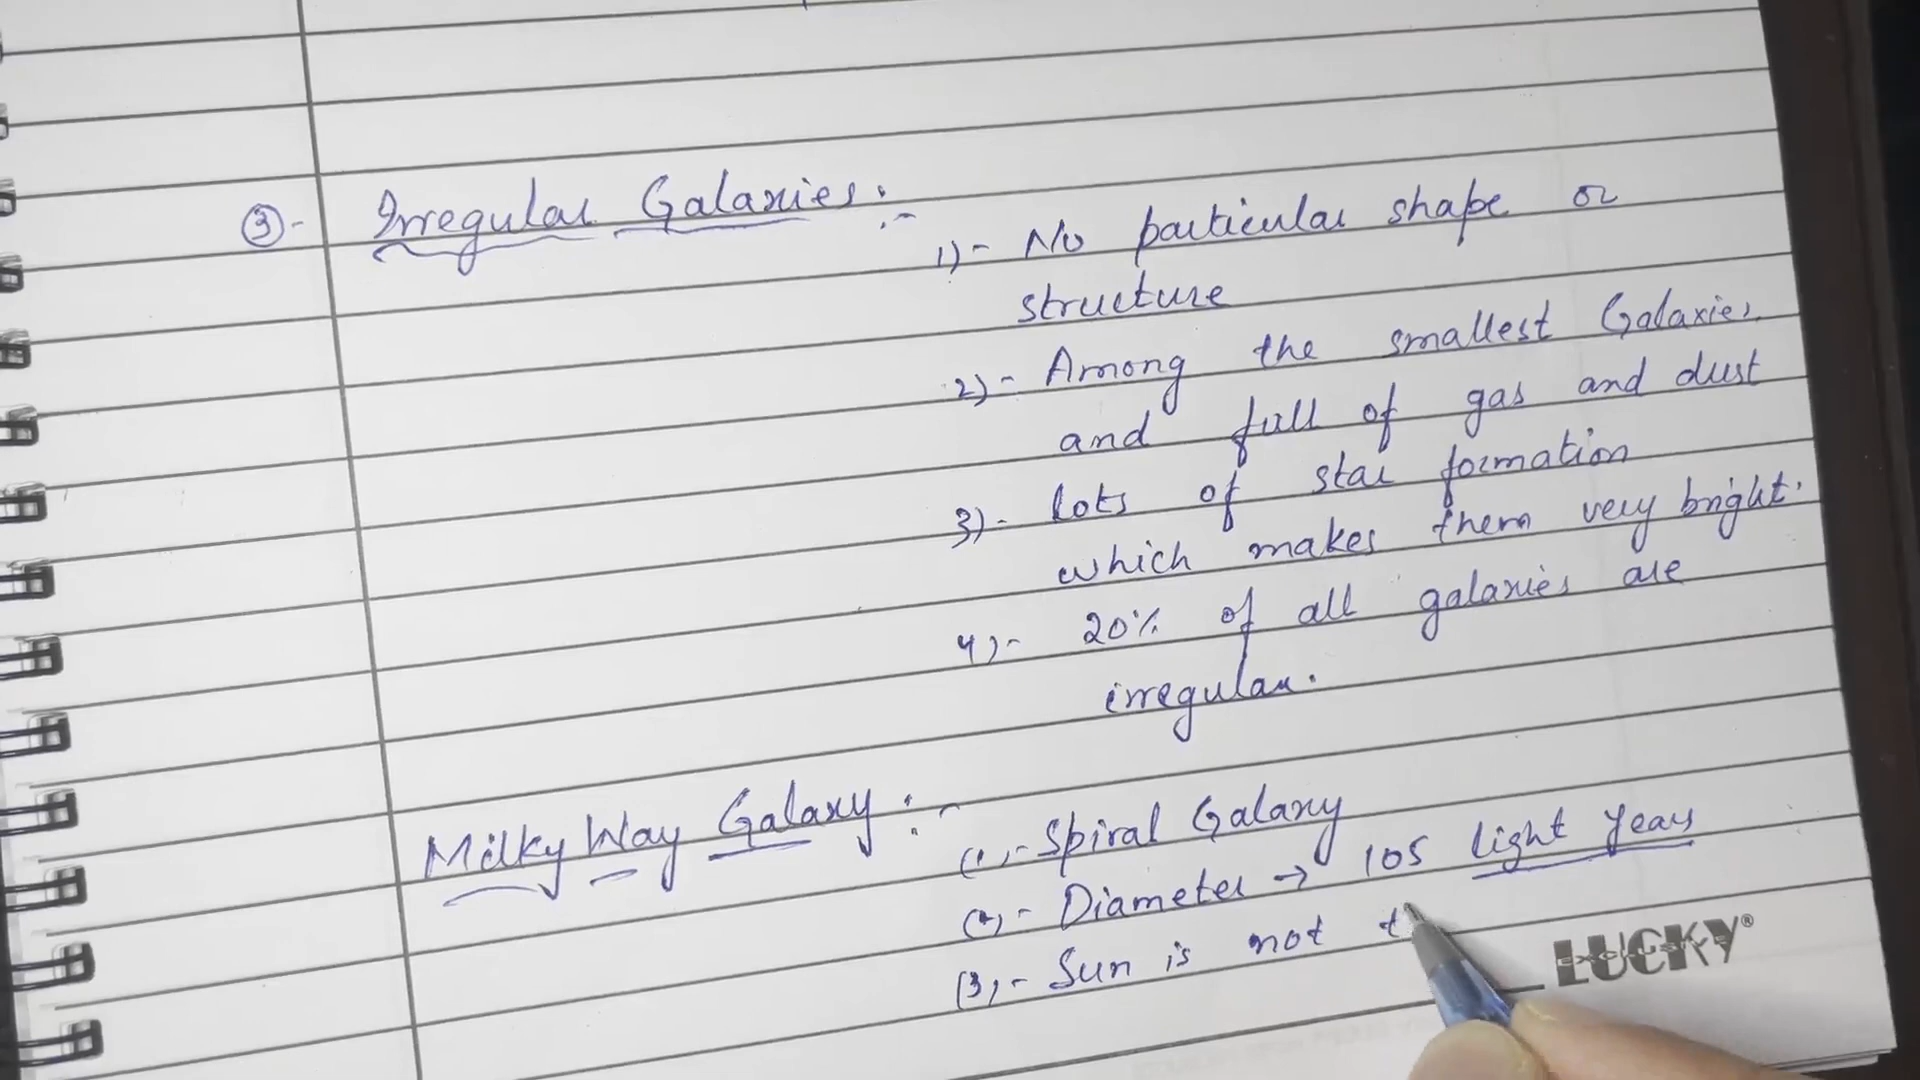 ③- Irregular Galaxies:-
1)- No particular shape or
structure
2)- Among the smallest Galaxies
and full of gas and dust
3)- Lots of star formation
which makes them very bright.
4)- 20% of all galaxies are
irregular.
Milky Way Galaxy:-
(1)- Spiral Galaxy
(2)- Diameter → 105 light years
(3)- Sun is not t
LUCKY®
EXCLUSIVE